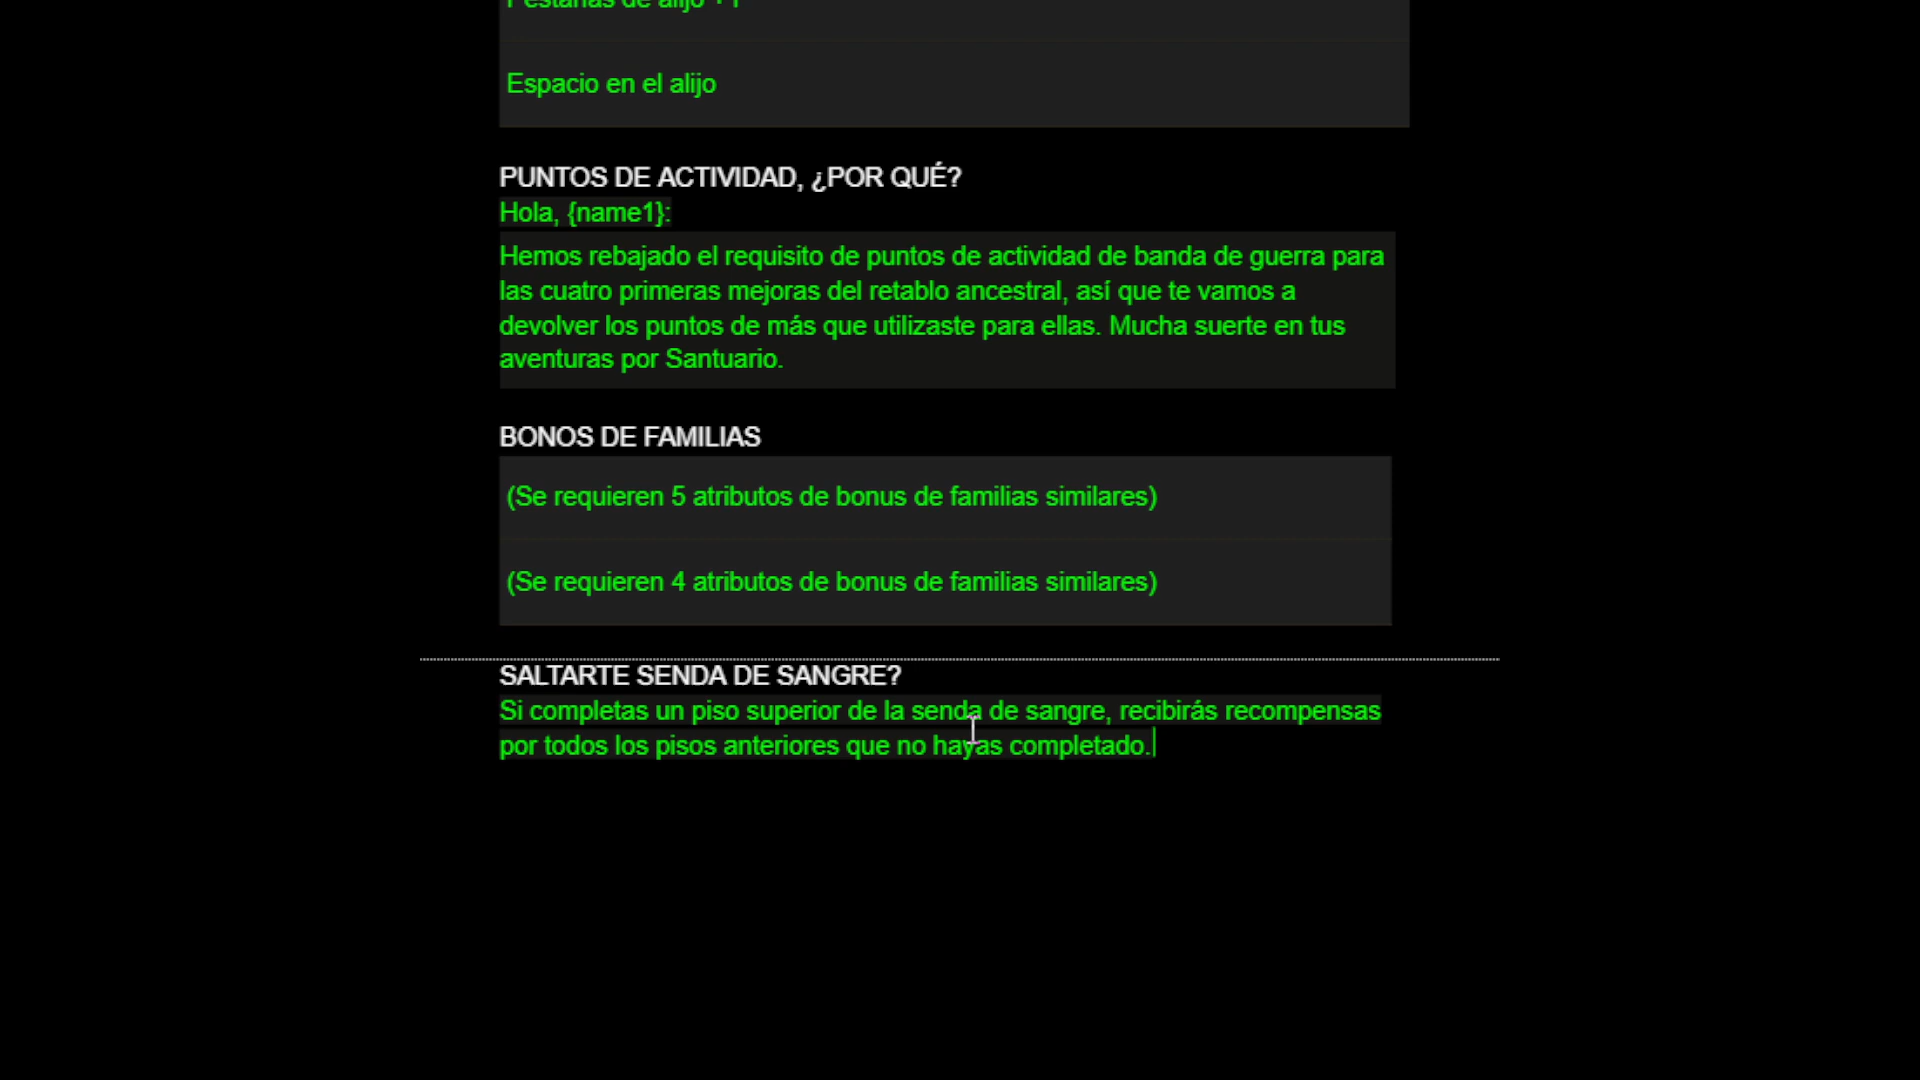 Pestañas de alijo +1
Espacio en el alijo
PUNTOS DE ACTIVIDAD, ¿POR QUÉ?
Hola, {name1}:
Hemos rebajado el requisito de puntos de actividad de banda de guerra para
las cuatro primeras mejoras del retablo ancestral, así que te vamos a
devolver los puntos de más que utilizaste para ellas. Mucha suerte en tus
aventuras por Santuario.
BONOS DE FAMILIAS
(Se requieren 5 atributos de bonus de familias similares)
(Se requieren 4 atributos de bonus de familias similares)
SALTARTE SENDA DE SANGRE?
Si completas un piso superior de la senda de sangre, recibirás recompensas
por todos los pisos anteriores que no hayas completado.